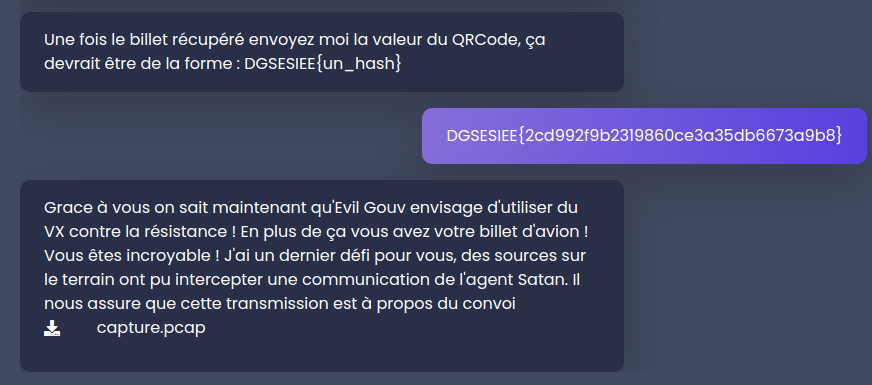 Une fois le billet récupéré envoyez moi la valeur du QRCode, ça
devrait être de la forme : DGSESIEE{un_hash}
DGSESIEE{2cd992f9b2319860ce3a35db6673a9b8}
Grace à vous on sait maintenant qu'Evil Gouv envisage d'utiliser du
VX contre la résistance ! En plus de ça vous avez votre billet d'avion !
Vous êtes incroyable ! J'ai un dernier défi pour vous, des sources sur
le terrain ont pu intercepter une communication de l'agent Satan. Il
nous assure que cette transmission est à propos du convoi
capture.pcap